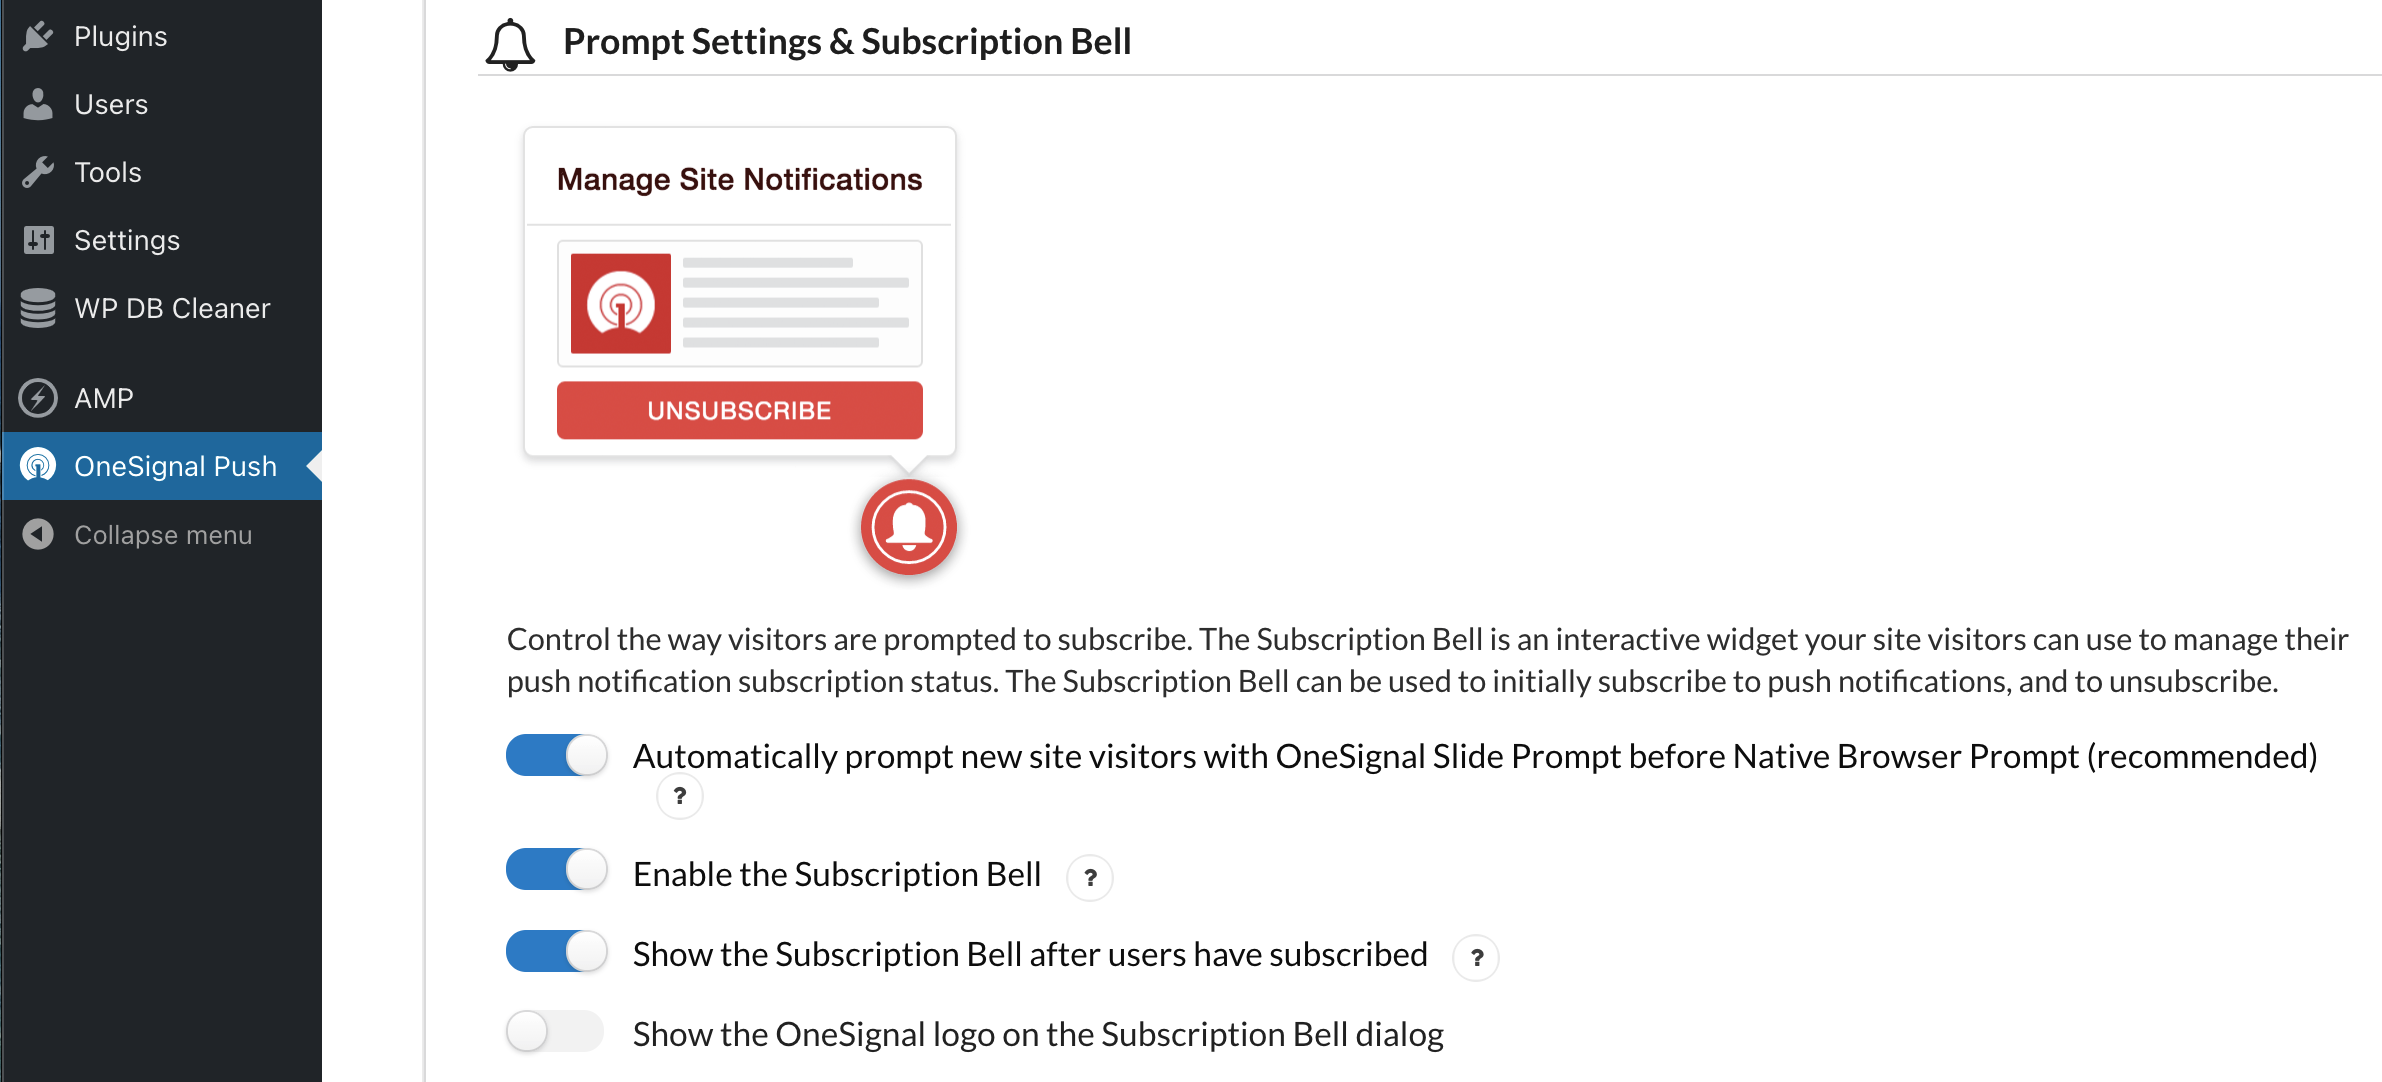 Plugins
Users
Tools
Settings
WP DB Cleaner
AMP
OneSignal Push
Collapse menu
Prompt Settings & Subscription Bell
Manage Site Notifications
UNSUBSCRIBE
Control the way visitors are prompted to subscribe. The Subscription Bell is an interactive widget your site visitors can use to manage their
push notification subscription status. The Subscription Bell can be used to initially subscribe to push notifications, and to unsubscribe.
Automatically prompt new site visitors with OneSignal Slide Prompt before Native Browser Prompt (recommended)
?
Enable the Subscription Bell ?
Show the Subscription Bell after users have subscribed ?
Show the OneSignal logo on the Subscription Bell dialog